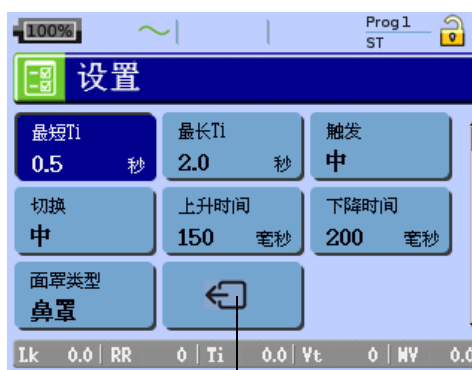 100%
Prog 1
ST
设置
最短Ti
0.5 秒
最长Ti
2.0 秒
触发
中
切换
中
上升时间
150 毫秒
下降时间
200 毫秒
面罩类型
鼻罩
Lk 0.0 RR 0 Ti 0.0 Vt 0 MV 0.0